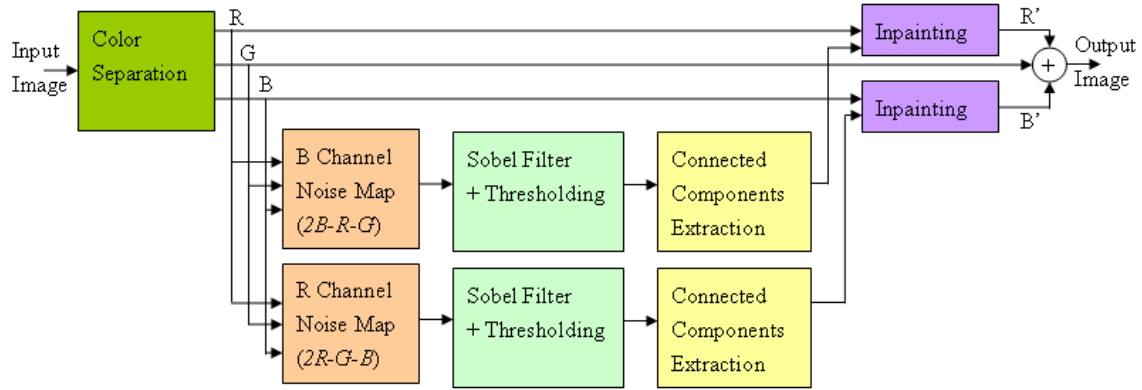 Input
Image
Color
Separation
R
G
B
Inpainting
Inpainting
R’
B’
+
Output
Image
B Channel
Noise Map
(2B-R-G)
Sobel Filter
+ Thresholding
Connected
Components
Extraction
R Channel
Noise Map
(2R-G-B)
Sobel Filter
+ Thresholding
Connected
Components
Extraction